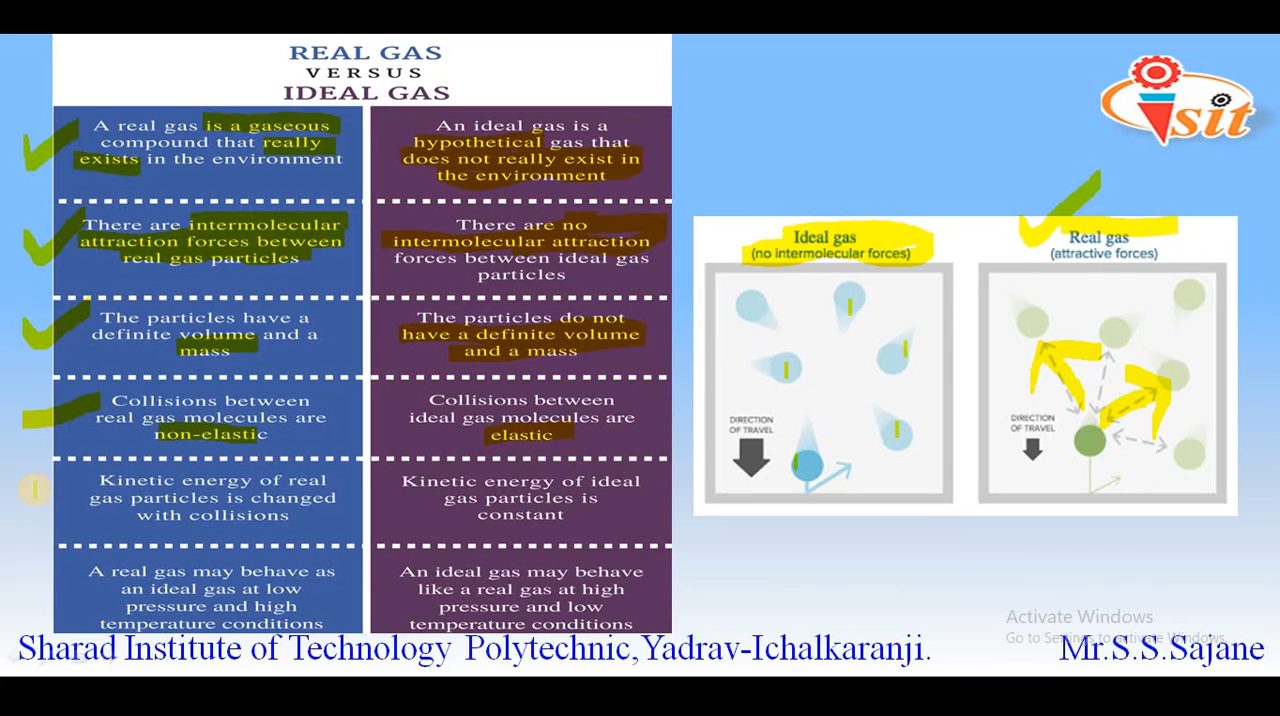 REAL GAS
VERSUS
IDEAL GAS
A real gas is a gaseous
compound that really
exists in the environment
An ideal gas is a
hypothetical gas that
does not really exist in
the environment
There are intermolecular
attraction forces between
real gas particles
There are no
intermolecular attraction
forces between ideal gas
particles
The particles have a
definite volume and a
mass
The particles do not
have a definite volume
and a mass
Collisions between
real gas molecules are
non-elastic
Collisions between
ideal gas molecules are
elastic
Kinetic energy of real
gas particles is changed
with collisions
Kinetic energy of ideal
gas particles is
constant
A real gas may behave as
an ideal gas at low
pressure and high
temperature conditions
An ideal gas may behave
like a real gas at high
pressure and low
temperature conditions
sit
Ideal gas
(no intermolecular forces)
DIRECTION
OF TRAVEL
Real gas
(attractive forces)
DIRECTION
OF TRAVEL
Activate Windows
Go to Settings to activate Windows.
Sharad Institute of Technology Polytechnic,Yadrav-Ichalkaranji.
Mr.S.S.Sajane